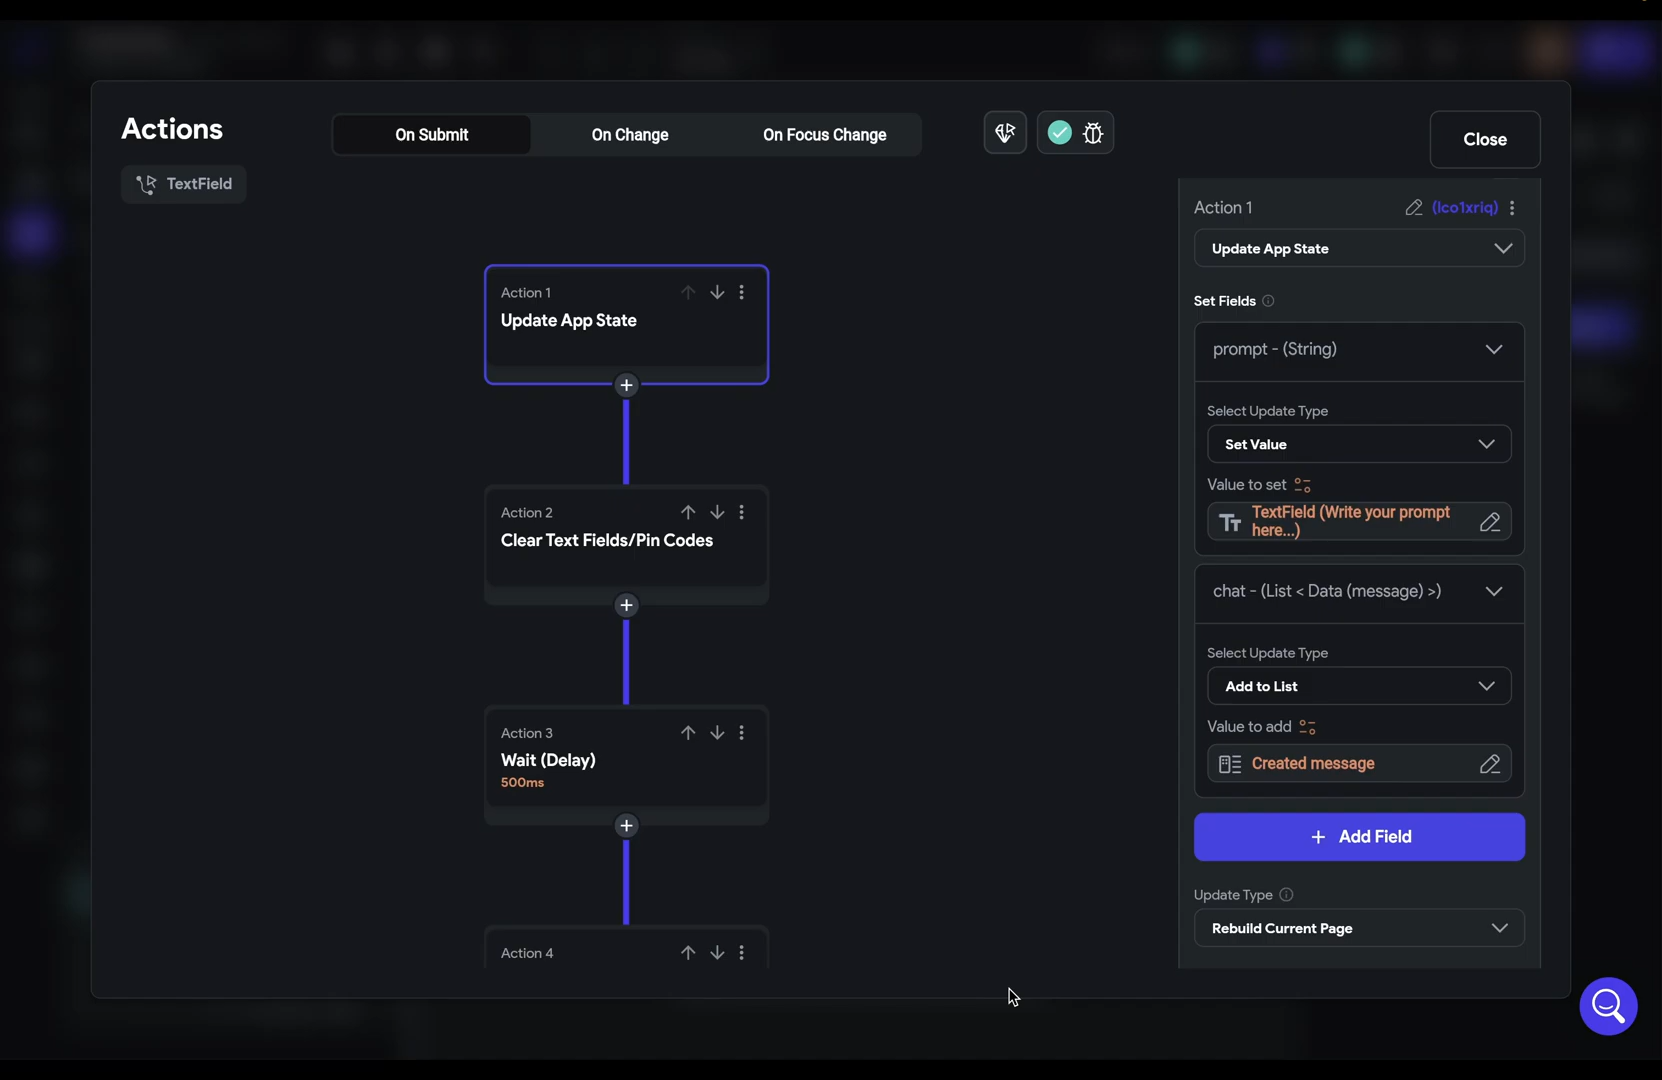 Actions
On Submit
On Change
On Focus Change
Close
TextField
Action 1
Update App State
Action 2
Clear Text Fields/Pin Codes
Action 3
Wait (Delay)
500ms
Action 4
Action 1
(lco1xriq)
Update App State
Set Fields
prompt - (String)
Select Update Type
Set Value
Value to set
Tт TextField (Write your prompt
here...)
chat - (List < Data (message) >)
Select Update Type
Add to List
Value to add
Created message
+ Add Field
Update Type
Rebuild Current Page